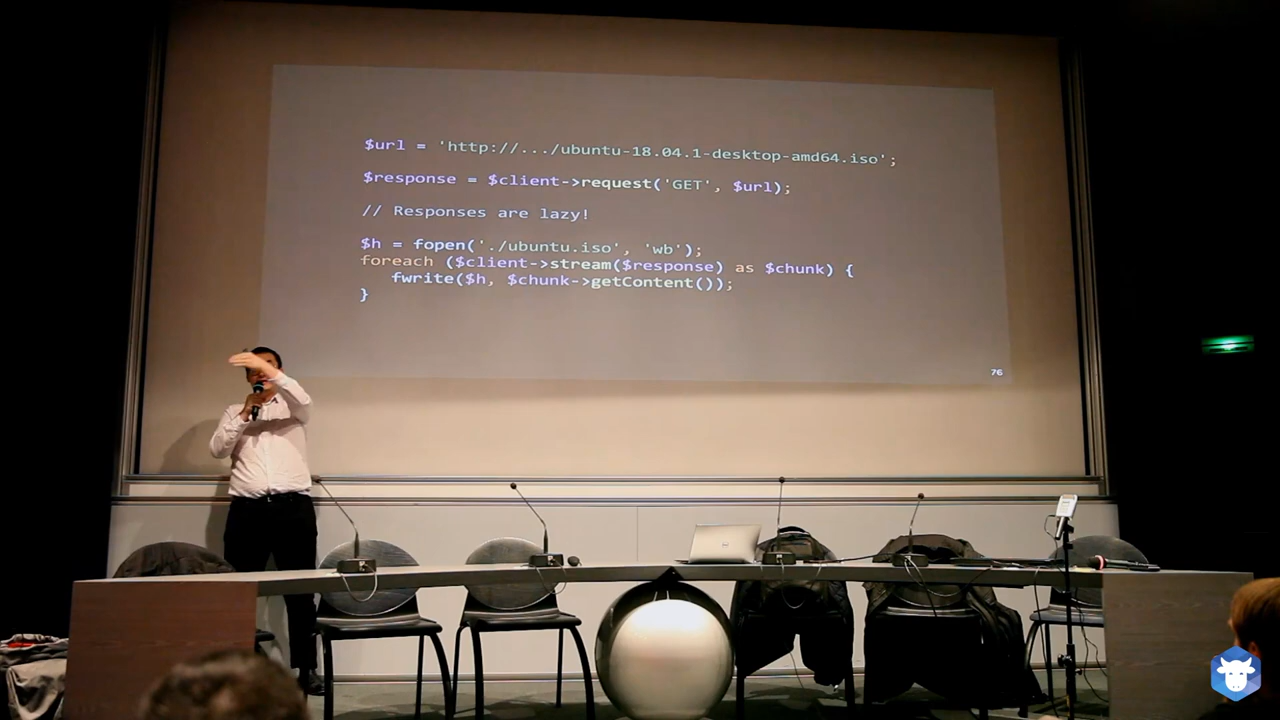 $url = 'http://.../ubuntu-18.04.1-desktop-amd64.iso';
$response = $client->request('GET', $url);
// Responses are lazy!
$h = fopen('./ubuntu.iso', 'wb');
foreach ($client->stream($response) as $chunk) {
fwrite($h, $chunk->getContent());
}
76